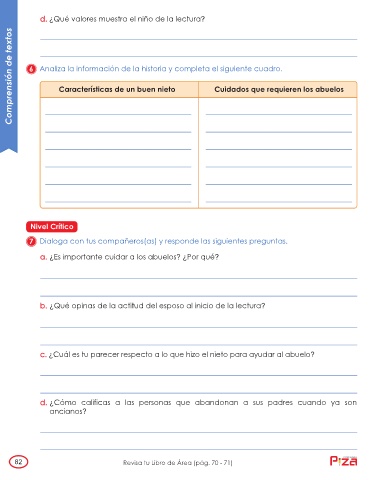 Comprensión de textos
d. ¿Qué valores muestra el niño de la lectura?
6 Analiza la información de la historia y completa el siguiente cuadro.
Características de un buen nieto
Cuidados que requieren los abuelos
Nivel Crítico
7 Dialoga con tus compañeros(as) y responde las siguientes preguntas.
a. ¿Es importante cuidar a los abuelos? ¿Por qué?
b. ¿Qué opinas de la actitud del esposo al inicio de la lectura?
c. ¿Cuál es tu parecer respecto a lo que hizo el nieto para ayudar al abuelo?
d. ¿Cómo calificas a las personas que abandonan a sus padres cuando ya son
ancianos?
82
Revisa tu Libro de Área (pág. 70 - 71)